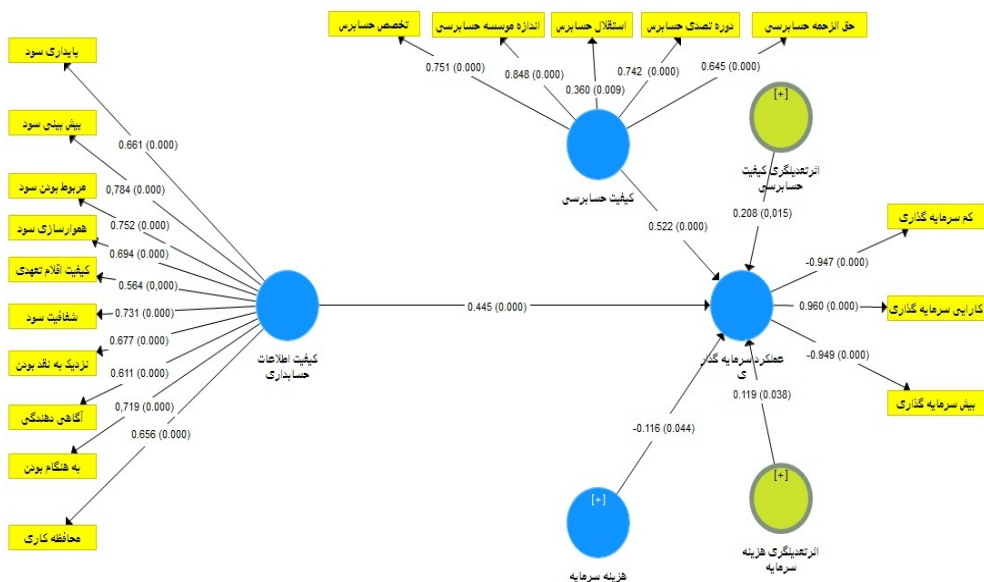 تخصص حسابرس
اندازه موسسه حسابرسی
استقلال حسابرس
دوره تصدی حسابرس
حق الزحمه حسابرسی
0.751 (0.000)
0.848 (0.000)
0.360 (0.009)
0.742 (0.000)
0.645 (0.000)
پایداری سود
پیش بینی سود
مربوط بودن سود
هموارسازی سود
کیفیت اقلام تعهدی
شفافیت سود
نزدیک به نقد بودن
آگاهی دهندگی
به هنگام بودن
محافظه کاری
0.661 (0.000)
0,784 (0.000)
0.752 (0.000)
0.694 (0.000)
0.564 (0,000)
0.731 (0.000)
0.677 (0.000)
0.611 (0.000)
0,719 (0.000)
0.656 (0.000)
کیفیت اطلاعات
حسابداری
0.445 (0.000)
کیفیت حسابرسی
0.522 (0.000)
[+]
اثرتعدیلگری کیفیت
حسابرسی
0.208 (0,015)
عملکرد سرمایه گذار
ی
-0.947 (0.000)
0.960 (0.000)
-0.949 (0.000)
کم سرمایه گذاری
کارایی سرمایه گذاری
بیش سرمایه گذاری
-0.116 (0.044)
0.119 (0.038)
[+]
هزینه سرمایه
[+]
اثرتعدیلگری هزینه
سرمایه